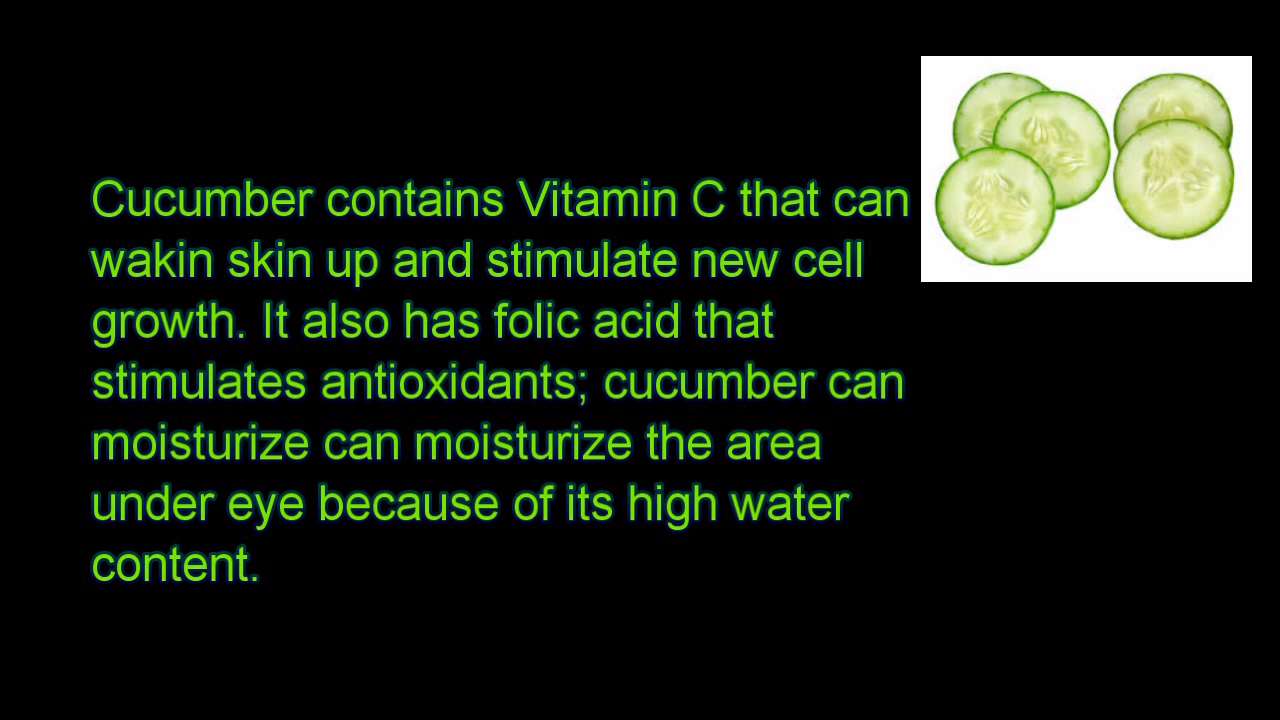 Cucumber contains Vitamin C that can
wakin skin up and stimulate new cell
growth. It also has folic acid that
stimulates antioxidants; cucumber can
moisturize can moisturize the area
under eye because of its high water
content.